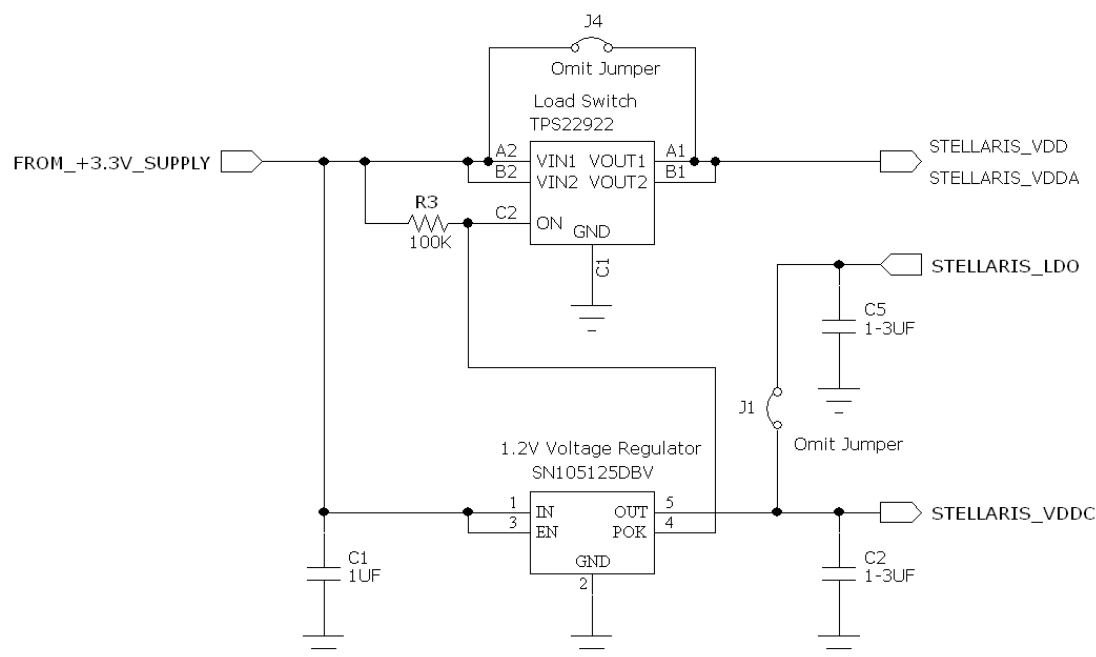 J4
Omit Jumper
Load Switch
TPS22922
FROM_+3.3V_SUPPLY
A2 VIN1 VOUT1 A1
B2 VIN2 VOUT2 B1
STELLARIS_VDD
STELLARIS_VDDA
R3
100K
C2 ON
GND
C1
STELLARIS_LDO
C5
1-3UF
J1
Omit Jumper
1.2V Voltage Regulator
SN105125DBV
1 IN OUT 5
3 EN POK 4
GND
2
STELLARIS_VDDC
C1
1UF
C2
1-3UF